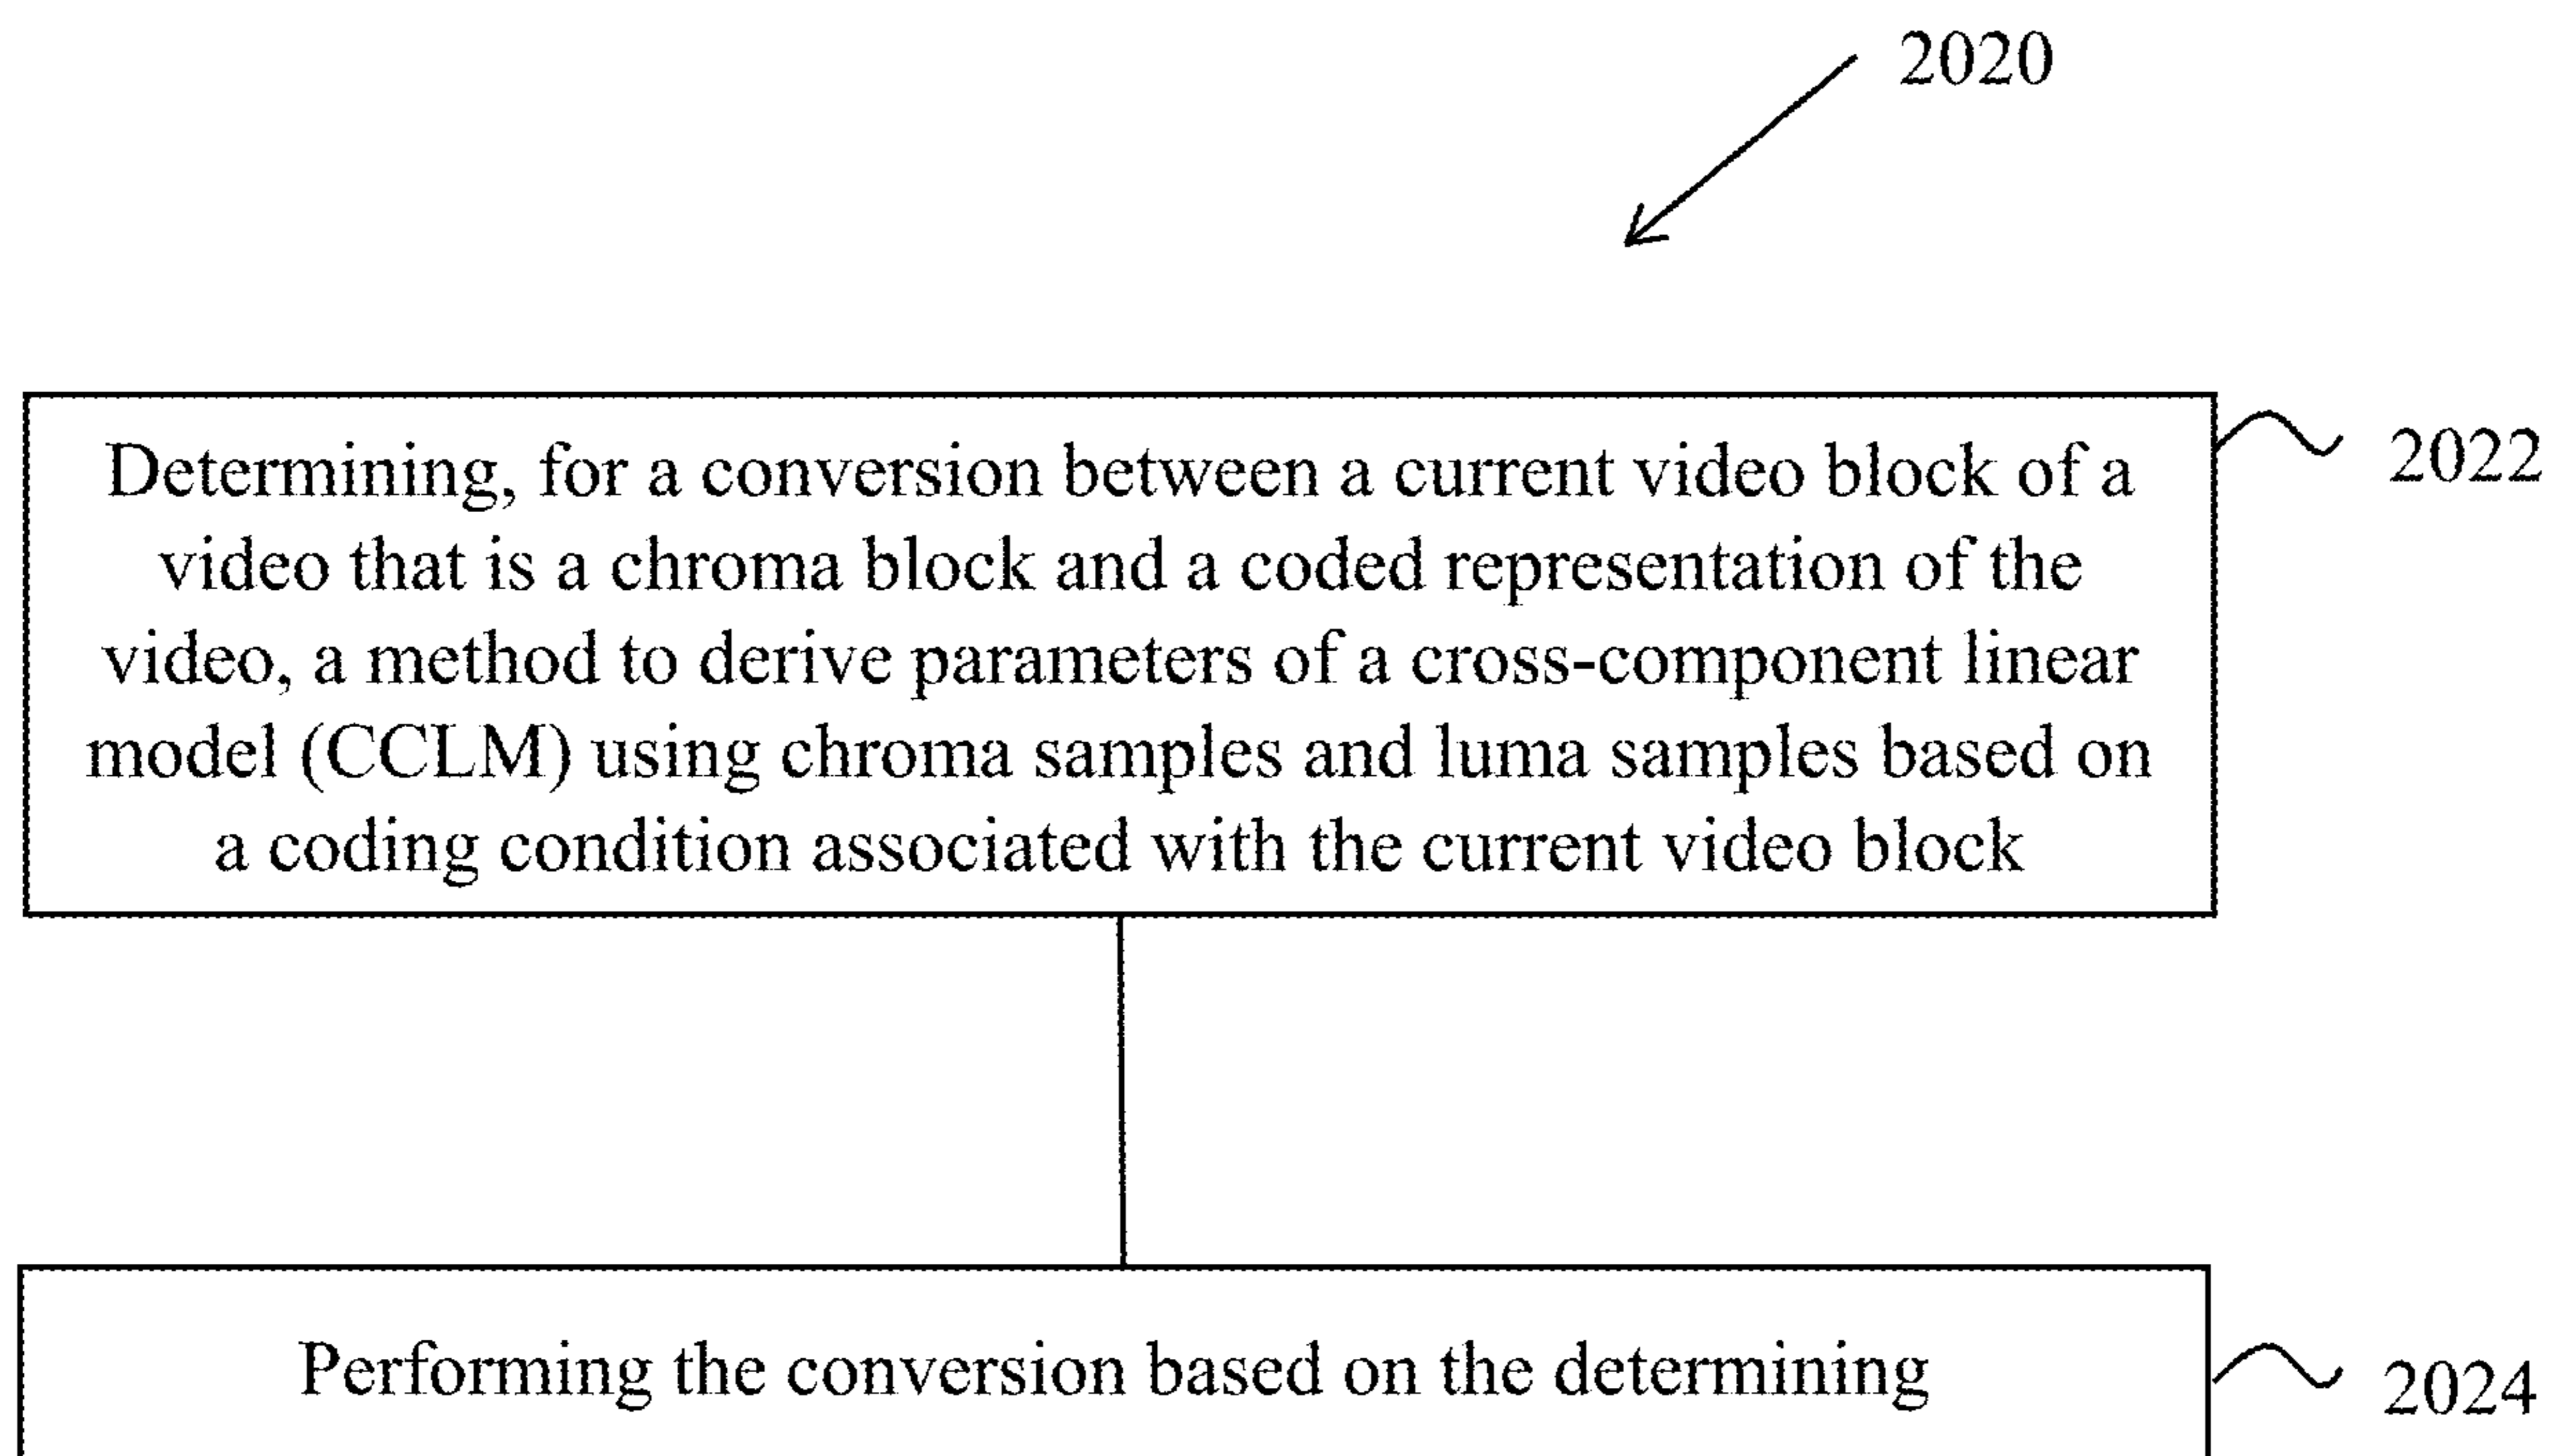 2020
Determining, for a conversion between a current video block of a
2022
video that is a chroma block and a coded representation of the
video, a method to derive parameters of a cross-component linear
model (CCLM) using chroma samples and luma samples based on
a coding condition associated with the current video block
Performing the conversion based on the determining
2024